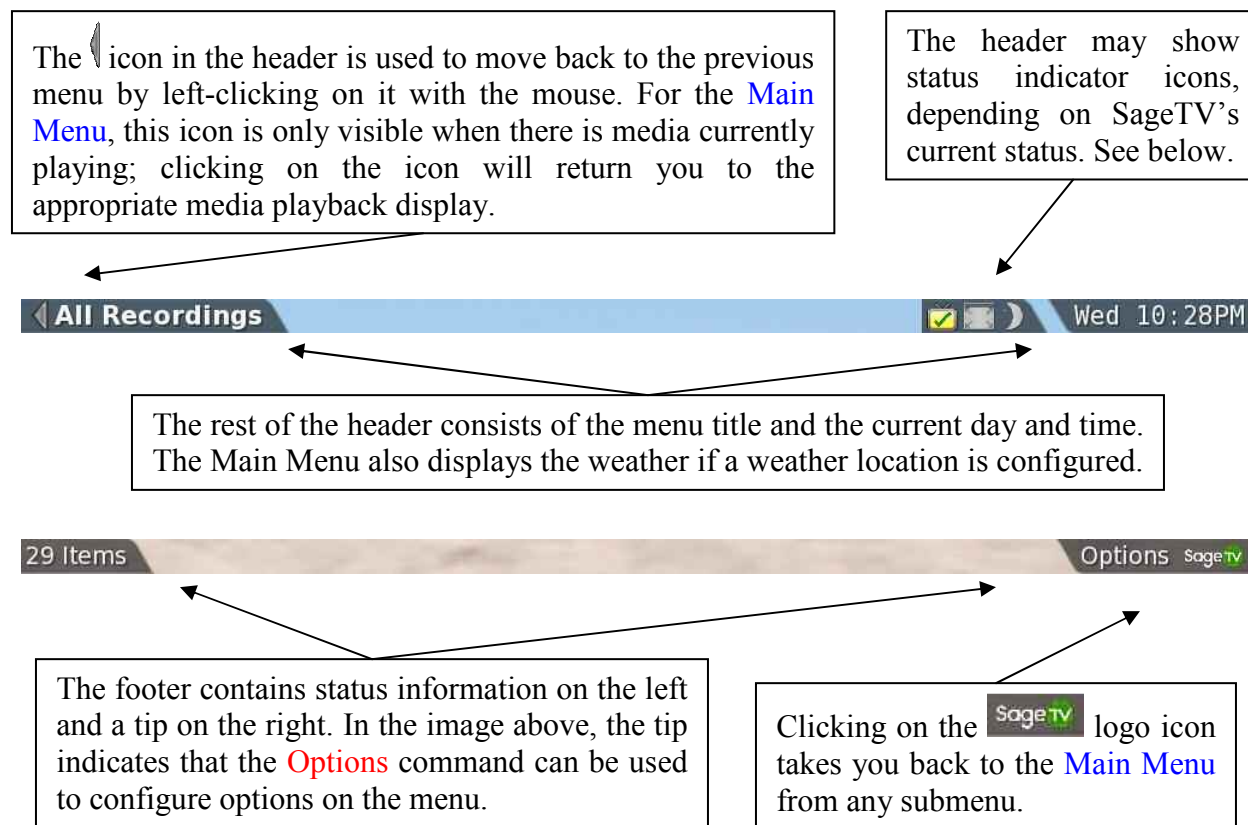 The icon in the header is used to move back to the previous
menu by left-clicking on it with the mouse. For the Main
Menu, this icon is only visible when there is media currently
playing; clicking on the icon will return you to the
appropriate media playback display.
The header may show
status indicator icons,
depending on SageTV’s
current status. See below.
All Recordings
Wed 10:28PM
The rest of the header consists of the menu title and the current day and time.
The Main Menu also displays the weather if a weather location is configured.
29 Items
Options SageTV
The footer contains status information on the left
and a tip on the right. In the image above, the tip
indicates that the Options command can be used
to configure options on the menu.
Clicking on the SageTV logo icon
takes you back to the Main Menu
from any submenu.